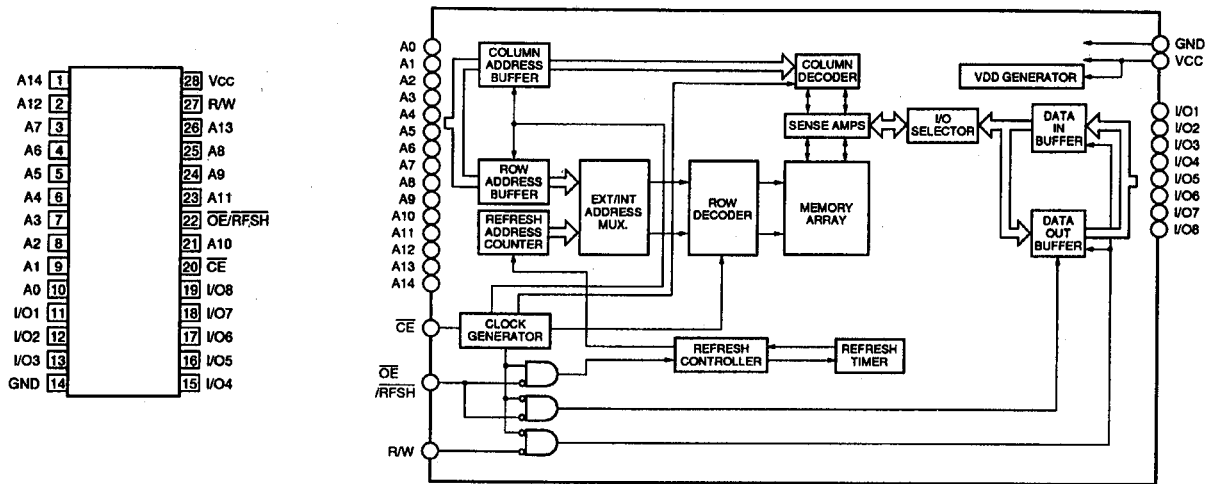 A14 1
A12 2
A7 3
A6 4
A5 5
A4 6
A3 7
A2 8
A1 9
A0 10
I/O1 11
I/O2 12
I/O3 13
GND 14
28 Vcc
27 R/W
26 A13
25 A8
24 A9
23 A11
22 OE/RFSH
21 A10
20 CE
19 I/O8
18 I/O7
17 I/O6
16 I/O5
15 I/O4
A0
A1
A2
A3
A4
A5
A6
A7
A8
A9
A10
A11
A12
A13
A14
CE
OE
/RFSH
R/W
COLUMN
ADDRESS
BUFFER
ROW
ADDRESS
BUFFER
REFRESH
ADDRESS
COUNTER
EXT/INT
ADDRESS
MUX.
ROW
DECODER
COLUMN
DECODER
SENSE AMPS
MEMORY
ARRAY
I/O
SELECTOR
VDD GENERATOR
DATA
IN
BUFFER
DATA
OUT
BUFFER
CLOCK
GENERATOR
REFRESH
CONTROLLER
REFRESH
TIMER
GND
VCC
I/O1
I/O2
I/O3
I/O4
I/O5
I/O6
I/O7
I/O8